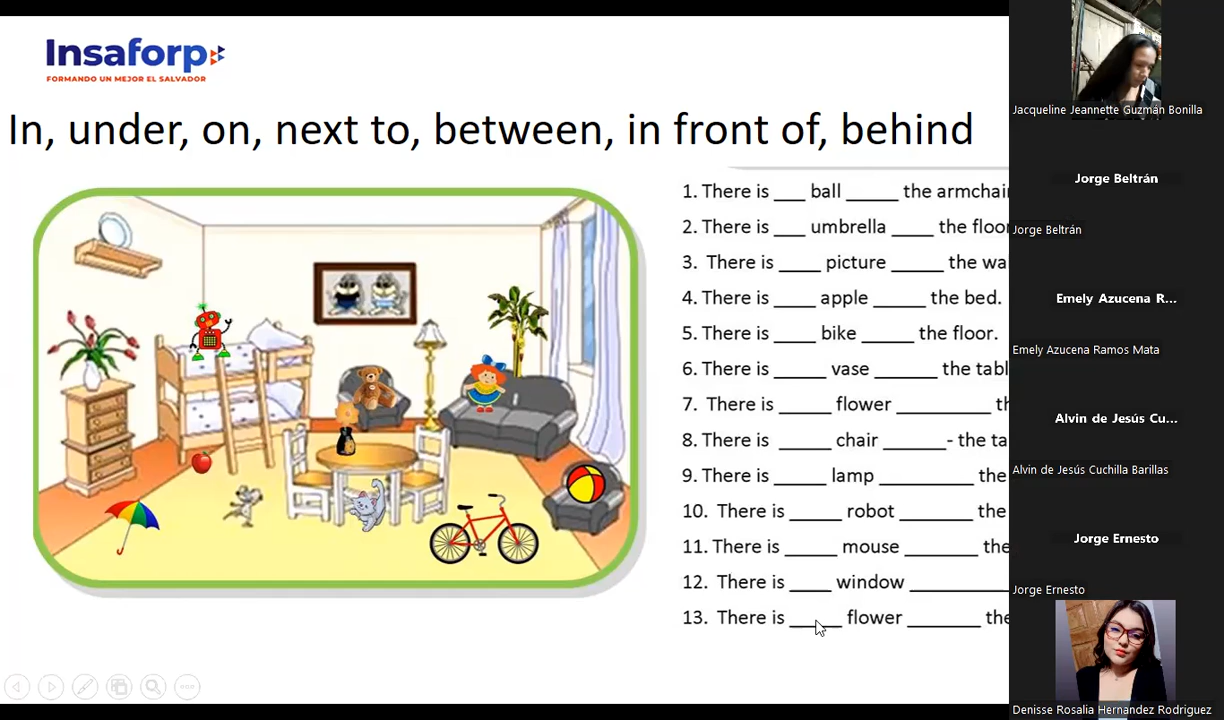 Insaforp
FORMANDO UN MEJOR EL SALVADOR
In, under, on, next to, between, in front of, behind
1. There is ___ ball _____ the armchair
2. There is ___ umbrella ____ the floor
3. There is ____ picture _____ the wa
4. There is ____ apple _____ the bed.
5. There is ____ bike _____ the floor.
6. There is _____ vase ______ the tabl
7. There is _____ flower _________ th
8. There is _____ chair ______- the ta
9. There is _____ lamp _________ the
10. There is _____ robot _______ the
11. There is _____ mouse _______ the
12. There is ____ window __________
13. There is _____ flower _______ the
Jacqueline Jeannette Guzmán Bonilla
Jorge Beltrán
Jorge Beltrán
Emely Azucena R...
Emely Azucena Ramos Mata
Alvin de Jesús Cu...
Alvin de Jesús Cuchilla Barillas
Jorge Ernesto
Jorge Ernesto
Denisse Rosalia Hernandez Rodriguez